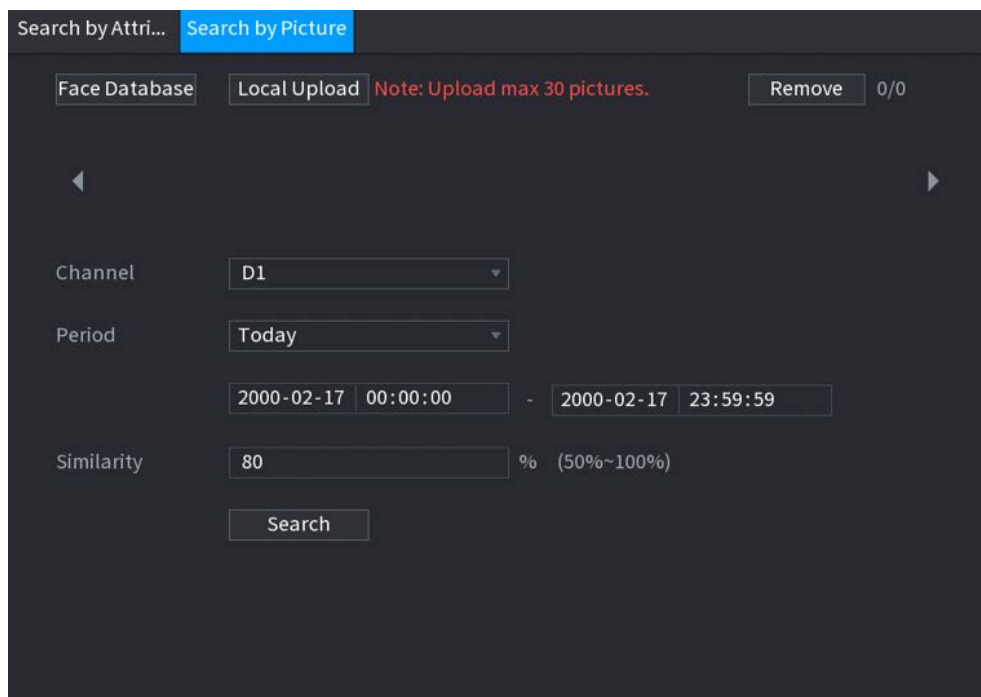 Search by Attri... Search by Picture
Face Database Local Upload Note: Upload max 30 pictures. Remove 0/0
Channel D1
Period Today
2000-02-17 00:00:00 - 2000-02-17 23:59:59
Similarity 80 % (50%~100%)
Search